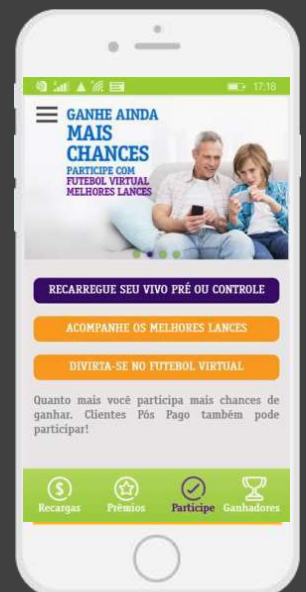 17:18
GANHE AINDA
MAIS
CHANCES
PARTICIPE COM
FUTEBOL VIRTUAL
MELHORES LANCES
RECARREGUE SEU VIVO PRÉ OU CONTROLE
ACOMPANHE OS MELHORES LANCES
DIVIRTA-SE NO FUTEBOL VIRTUAL
Quanto mais você participa mais chances de
ganhar. Clientes Pós Pago também pode
participar!
Recargas Prêmios Participe Ganhadores